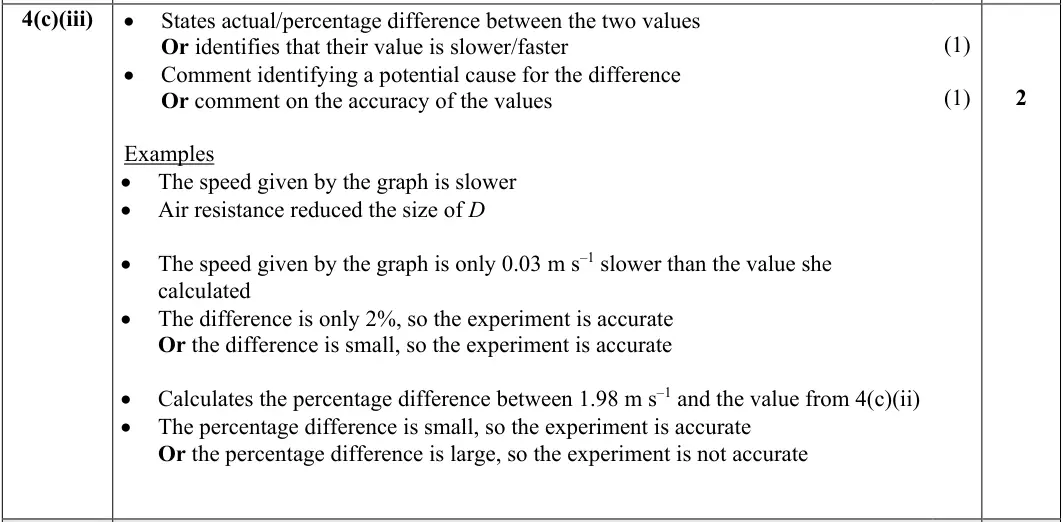 4(c)(iii) • States actual/percentage difference between the two values
Or identifies that their value is slower/faster (1)
• Comment identifying a potential cause for the difference
Or comment on the accuracy of the values (1) 2
Examples
• The speed given by the graph is slower
• Air resistance reduced the size of D
• The speed given by the graph is only 0.03 m s⁻¹ slower than the value she
calculated
• The difference is only 2%, so the experiment is accurate
Or the difference is small, so the experiment is accurate
• Calculates the percentage difference between 1.98 m s⁻¹ and the value from 4(c)(ii)
• The percentage difference is small, so the experiment is accurate
Or the percentage difference is large, so the experiment is not accurate